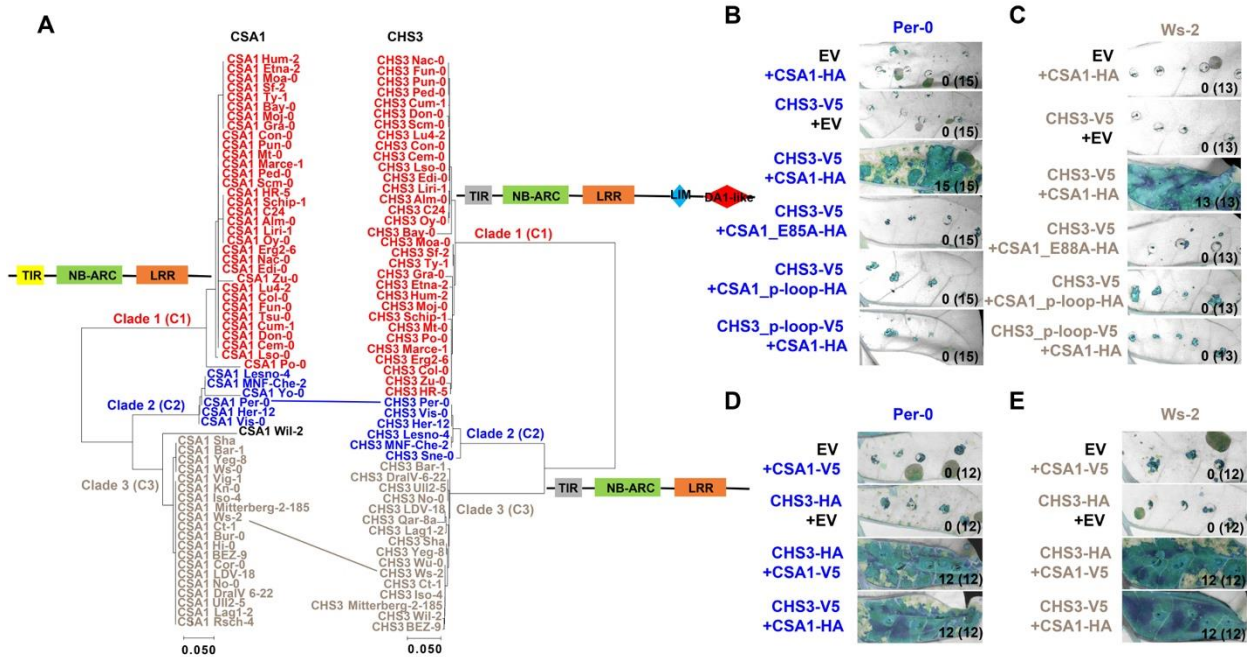 A
CSA1
CSA1 Hum-2
CSA1 Etna-2
CSA1 Moa-0
CSA1 Sf-2
CSA1 Ty-1
CSA1 Bay-0
CSA1 Moj-0
CSA1 Gra-0
CSA1 Con-0
CSA1 Pun-0
CSA1 Mt-0
CSA1 Marce-1
CSA1 Ped-0
CSA1 Scm-0
CSA1 HR-5
CSA1 Schip-1
CSA1 C24
CSA1 Alm-0
CSA1 Liri-1
CSA1 Oy-0
CSA1 Erg2-6
CSA1 Nac-0
CSA1 Edi-0
CSA1 Zu-0
CSA1 Lu4-2
CSA1 Col-0
CSA1 Fun-0
CSA1 Tsu-0
CSA1 Cum-1
CSA1 Don-0
CSA1 Cem-0
CSA1 Lso-0
CSA1 Po-0
CSA1 Lesno-4
CSA1 MNF-Che-2
CSA1 Yo-0
CSA1 Per-0
CSA1 Her-12
CSA1 Vis-0
CSA1 Wil-2
CSA1 Sha
CSA1 Bar-1
CSA1 Yeg-8
CSA1 Ws-0
CSA1 Vig-1
CSA1 Kn-0
CSA1 Iso-4
CSA1 Mitterberg-2-185
CSA1 Ws-2
CSA1 Ct-1
CSA1 Bur-0
CSA1 Hi-0
CSA1 BEZ-9
CSA1 Cor-0
CSA1 LDV-18
CSA1 No-0
CSA1 DraIV 6-22
CSA1 Ull2-5
CSA1 Lag1-2
CSA1 Rsch-4
TIR NB-ARC LRR
Clade 1 (C1)
Clade 2 (C2)
Clade 3 (C3)
0.050
CHS3
CHS3 Nac-0
CHS3 Fun-0
CHS3 Pun-0
CHS3 Ped-0
CHS3 Cum-1
CHS3 Don-0
CHS3 Scm-0
CHS3 Lu4-2
CHS3 Con-0
CHS3 Cem-0
CHS3 Lso-0
CHS3 Edi-0
CHS3 Liri-1
CHS3 Alm-0
CHS3 C24
CHS3 Oy-0
CHS3 Bay-0
CHS3 Moa-0
CHS3 Sf-2
CHS3 Ty-1
CHS3 Gra-0
CHS3 Etna-2
CHS3 Hum-2
CHS3 Moj-0
CHS3 Schip-1
CHS3 Mt-0
CHS3 Po-0
CHS3 Marce-1
CHS3 Erg2-6
CHS3 Col-0
CHS3 Zu-0
CHS3 HR-5
CHS3 Per-0
CHS3 Vis-0
CHS3 Her-12
CHS3 Lesno-4
CHS3 MNF-Che-2
CHS3 Sne-0
CHS3 Bar-1
CHS3 DraIV-6-22
CHS3 Ull2-5
CHS3 No-0
CHS3 LDV-18
CHS3 Qar-8a
CHS3 Lag1-2
CHS3 Sha
CHS3 Yeg-8
CHS3 Wu-0
CHS3 Ws-2
CHS3 Ct-1
CHS3 Iso-4
CHS3 Mitterberg-2-185
CHS3 Wil-2
CHS3 BEZ-9
TIR NB-ARC LRR LIM DA1-like
Clade 1 (C1)
Clade 2 (C2)
TIR NB-ARC LRR
Clade 3 (C3)
0.050
B
Per-0
EV
+CSA1-HA
0 (15)
CHS3-V5
+EV
0 (15)
CHS3-V5
+CSA1-HA
15 (15)
CHS3-V5
+CSA1_E85A-HA
0 (15)
CHS3-V5
+CSA1_p-loop-HA
0 (15)
CHS3_p-loop-V5
+CSA1-HA
0 (15)
C
Ws-2
EV
+CSA1-HA
0 (13)
CHS3-V5
+EV
0 (13)
CHS3-V5
+CSA1-HA
13 (13)
CHS3-V5
+CSA1_E88A-HA
0 (13)
CHS3-V5
+CSA1_p-loop-HA
0 (13)
CHS3_p-loop-V5
+CSA1-HA
0 (13)
D
Per-0
EV
+CSA1-V5
0 (12)
CHS3-HA
+EV
0 (12)
CHS3-HA
+CSA1-V5
12 (12)
CHS3-V5
+CSA1-HA
12 (12)
E
Ws-2
EV
+CSA1-V5
0 (12)
CHS3-HA
+EV
0 (12)
CHS3-HA
+CSA1-V5
12 (12)
CHS3-V5
+CSA1-HA
12 (12)